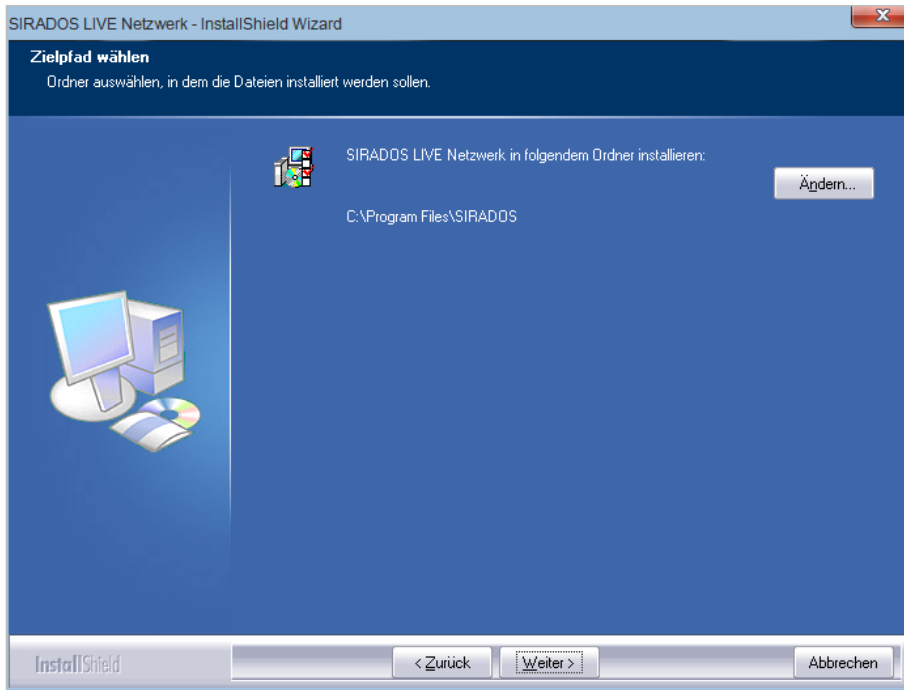 SIRADOS LIVE Netzwerk - InstallShield Wizard
Zielpfad wählen
Ordner auswählen, in dem die Dateien installiert werden sollen.
SIRADOS LIVE Netzwerk in folgendem Ordner installieren:
Ändern...
C:\Program Files\SIRADOS
InstallShield
< Zurück
Weiter >
Abbrechen